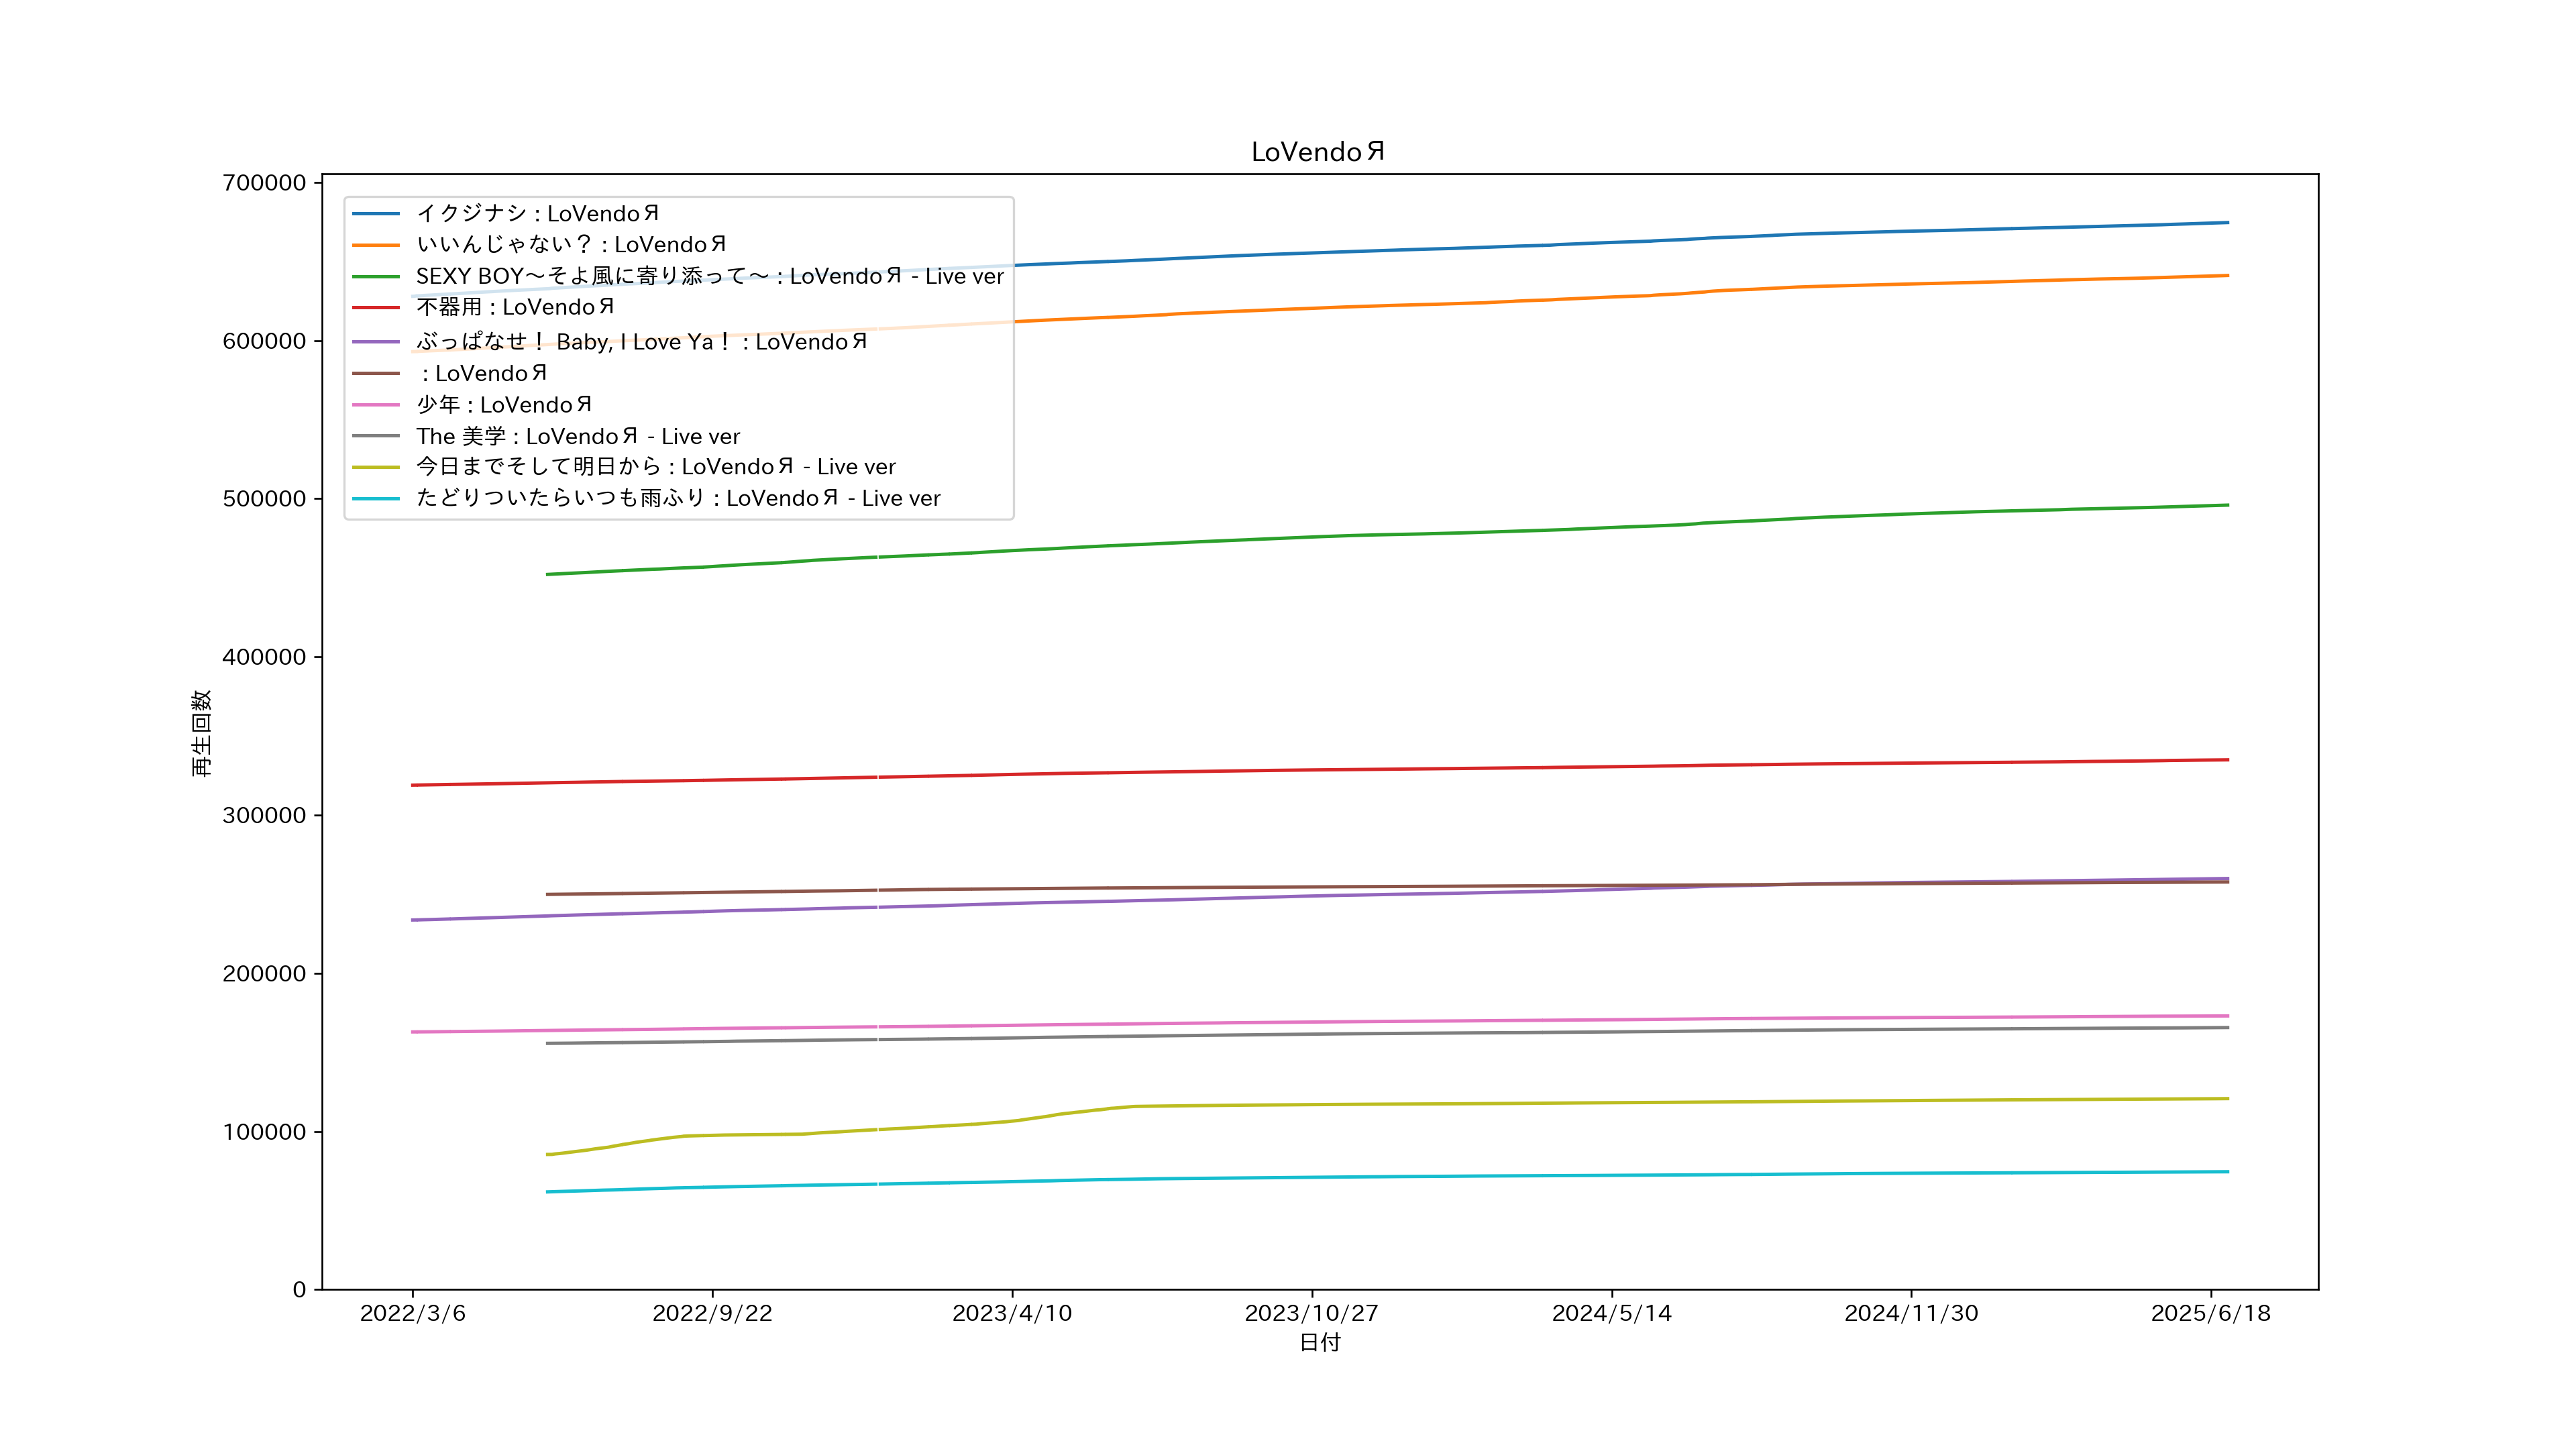 LoVendoЯ
700000
600000
500000
400000
300000
200000
100000
0
再生回数
イクジナシ : LoVendoЯ
いいんじゃない？ : LoVendoЯ
SEXY BOY～そよ風に寄り添って～ : LoVendoЯ - Live ver
不器用 : LoVendoЯ
ぶっぱなせ！ Baby, I Love Ya！ : LoVendoЯ
: LoVendoЯ
少年 : LoVendoЯ
The 美学 : LoVendoЯ - Live ver
今日までそして明日から : LoVendoЯ - Live ver
たどりついたらいつも雨ふり : LoVendoЯ - Live ver
2022/3/6
2022/9/22
2023/4/10
2023/10/27
2024/5/14
2024/11/30
2025/6/18
日付